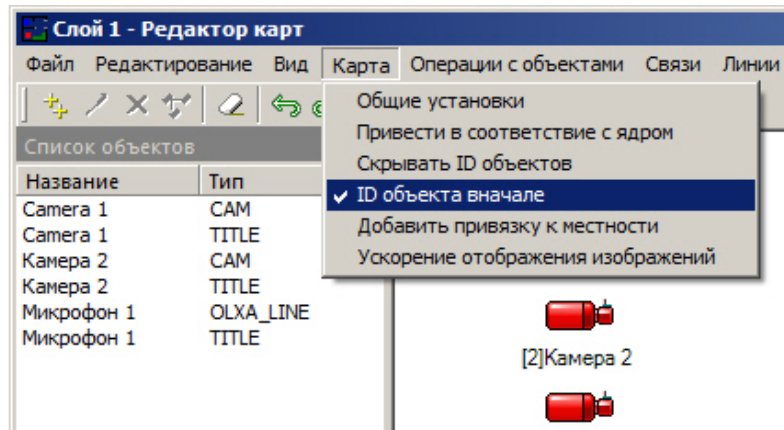 Слой 1 - Редактор карт
Файл Редактирование Вид Карта Операции с объектами Связи Линии
Общие установки
Привести в соответствие с ядром
Скрывать ID объектов
ID объекта вначале
Добавить привязку к местности
Ускорение отображения изображений
Список объектов
Название Тип
Camera 1 CAM
Camera 1 TITLE
Камера 2 CAM
Камера 2 TITLE
Микрофон 1 OLXA_LINE
Микрофон 1 TITLE
[2]Камера 2